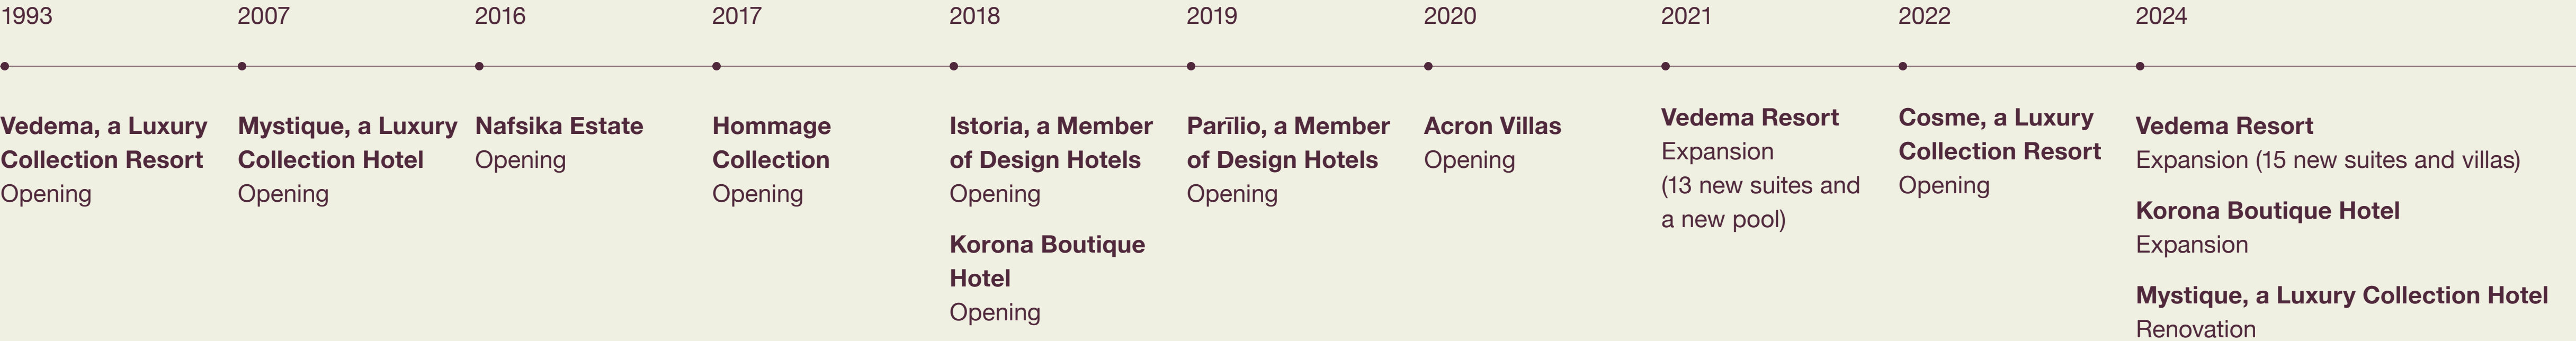 1993
Vedema, a Luxury
Collection Resort
Opening
2007
Mystique, a Luxury
Collection Hotel
Opening
2016
Nafsika Estate
Opening
2017
Hommage
Collection
Opening
2018
Istoria, a Member
of Design Hotels
Opening
Korona Boutique
Hotel
Opening
2019
Parīlio, a Member
of Design Hotels
Opening
2020
Acron Villas
Opening
2021
Vedema Resort
Expansion
(13 new suites and
a new pool)
2022
Cosme, a Luxury
Collection Resort
Opening
2024
Vedema Resort
Expansion (15 new suites and villas)
Korona Boutique Hotel
Expansion
Mystique, a Luxury Collection Hotel
Renovation